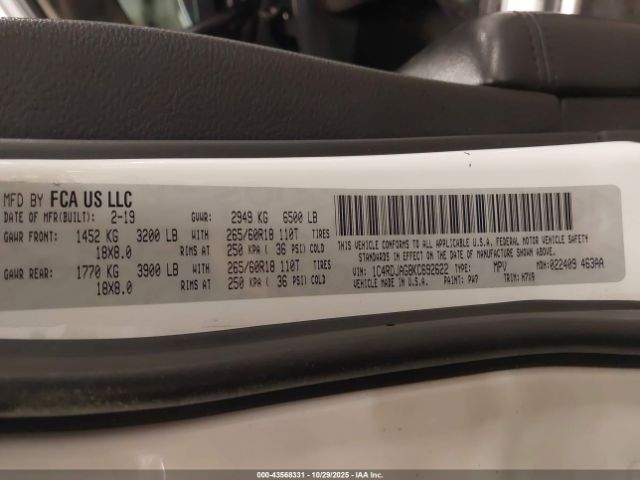 MFD BY FCA US LLC
DATE OF MFR(BUILT): 2-19 GVWR: 2949 KG 6500 LB
GAWR FRONT: 1452 KG 3200 LB WITH 265/60R18 110T TIRES
18X8.0 RIMS AT 250 KPA ( 36 PSI) COLD
GAWR REAR: 1770 KG 3900 LB WITH 265/60R18 110T TIRES
18X8.0 RIMS AT 250 KPA ( 36 PSI) COLD
THIS VEHICLE CONFORMS TO ALL APPLICABLE U.S.A. FEDERAL MOTOR VEHICLE SAFETY
STANDARDS IN EFFECT ON THE DATE OF MANUFACTURE SHOWN ABOVE.
VIN: 1C4RDJAG8KC692622 TYPE: MPV MDH:022409 463AA
VEHICLE MADE IN U.S.A. PAINT: PW7 TRIM: H7X9
000-43568331 - 10/29/2025 - IAA Inc.